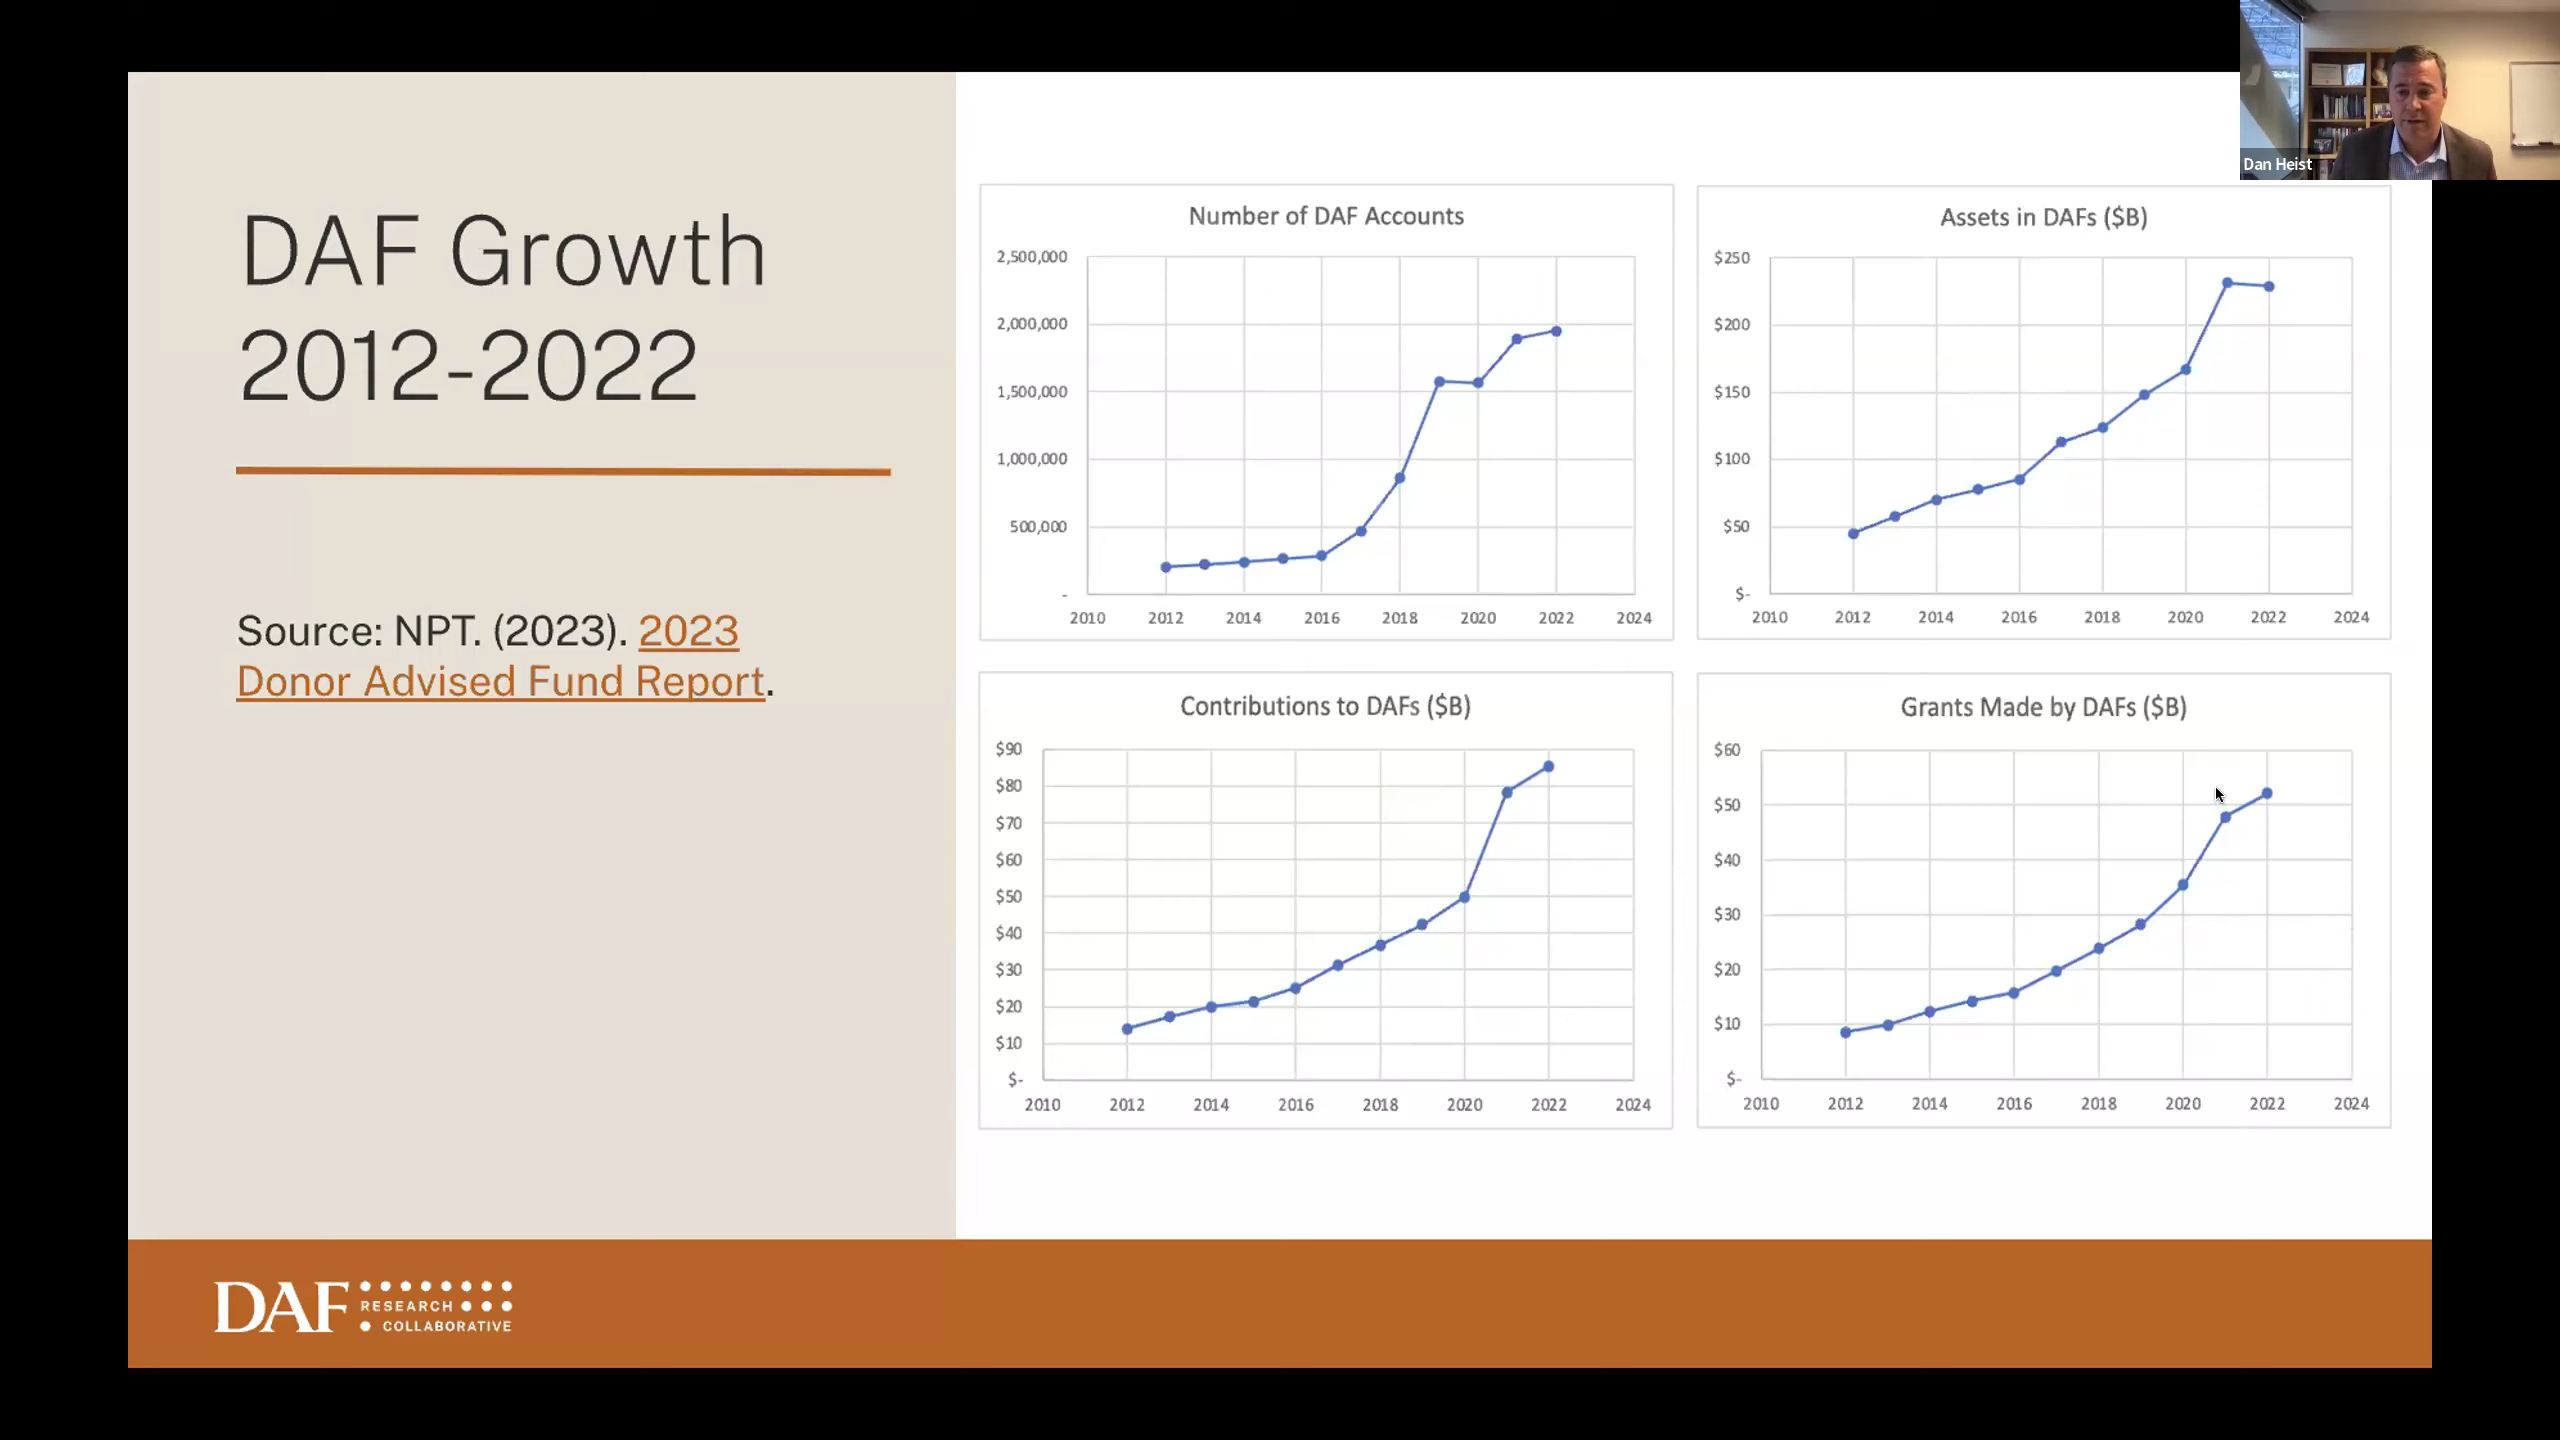 Dan Heist
DAF Growth
2012-2022
Source: NPT. (2023). 2023
Donor Advised Fund Report.
Number of DAF Accounts
2,500,000
2,000,000
1,500,000
1,000,000
500,000
-
2010 2012 2014 2016 2018 2020 2022 2024
Assets in DAFs ($B)
$250
$200
$150
$100
$50
$-
2010 2012 2014 2016 2018 2020 2022 2024
Contributions to DAFs ($B)
$90
$80
$70
$60
$50
$40
$30
$20
$10
$-
2010 2012 2014 2016 2018 2020 2022 2024
Grants Made by DAFs ($B)
$60
$50
$40
$30
$20
$10
$-
2010 2012 2014 2016 2018 2020 2022 2024
DAF
RESEARCH
COLLABORATIVE